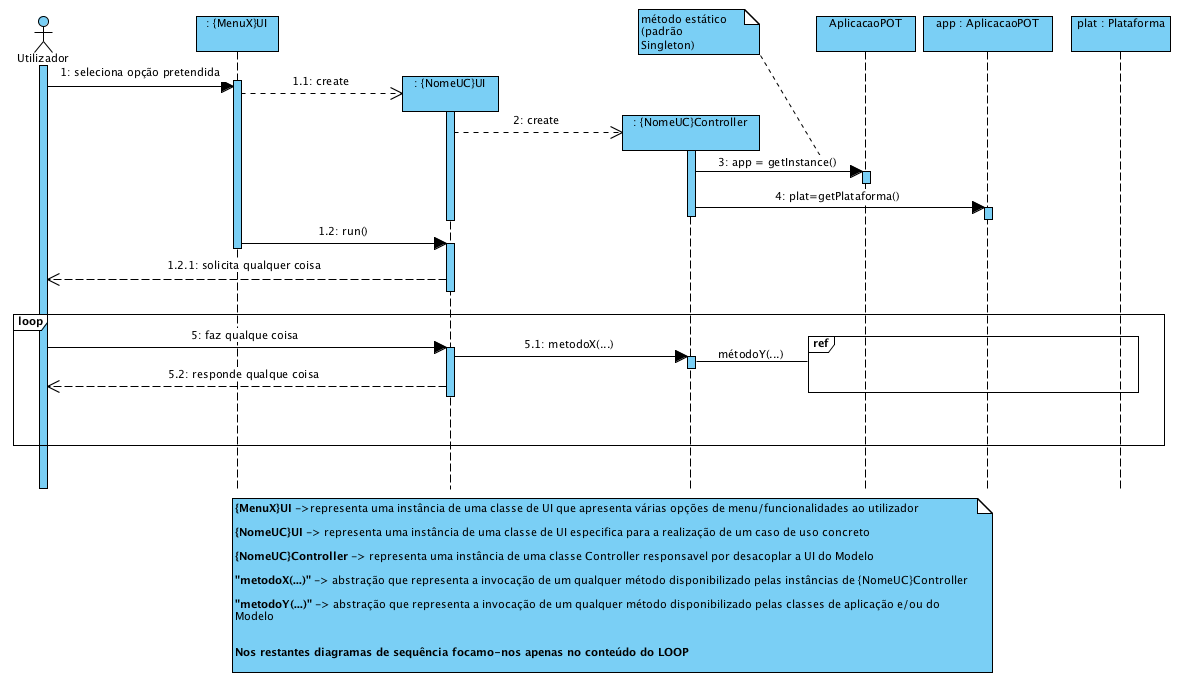 : {MenuX}UI
método estático
(padrão
Singleton)
AplicacaoPOT
app : AplicacaoPOT
plat : Plataforma
Utilizador
1: seleciona opção pretendida
1.1: create
: {NomeUC}UI
2: create
: {NomeUC}Controller
3: app = getInstance()
4: plat=getPlataforma()
1.2: run()
1.2.1: solicita qualquer coisa
loop
5: faz qualque coisa
5.1: metodoX(...)
métodoY(...)
ref
5.2: responde qualque coisa
{MenuX}UI ->representa uma instância de uma classe de UI que apresenta várias opções de menu/funcionalidades ao utilizador
{NomeUC}UI -> representa uma instância de uma classe de UI especifica para a realização de um caso de uso concreto
{NomeUC}Controller -> representa uma instância de uma classe Controller responsavel por desacoplar a UI do Modelo
"metodoX(...)" -> abstração que representa a invocação de um qualquer método disponibilizado pelas instâncias de {NomeUC}Controller
"metodoY(...)" -> abstração que representa a invocação de um qualquer método disponibilizado pelas classes de aplicação e/ou do
Modelo
Nos restantes diagramas de sequência focamo-nos apenas no conteúdo do LOOP